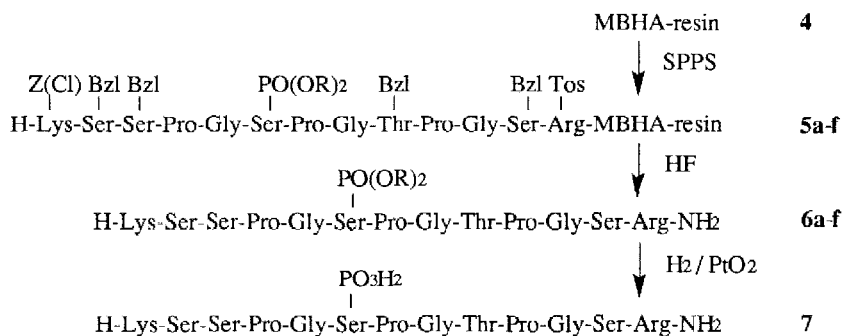 MBHA-resin 4
SPPS
Z(Cl) Bzl Bzl PO(OR)2 Bzl Bzl Tos
H-Lys-Ser-Ser-Pro-Gly-Ser-Pro-Gly-Thr-Pro-Gly-Ser-Arg-MBHA-resin 5a-f
HF
PO(OR)2
H-Lys-Ser-Ser-Pro-Gly-Ser-Pro-Gly-Thr-Pro-Gly-Ser-Arg-NH2 6a-f
H2/PtO2
PO3H2
H-Lys-Ser-Ser-Pro-Gly-Ser-Pro-Gly-Thr-Pro-Gly-Ser-Arg-NH2 7